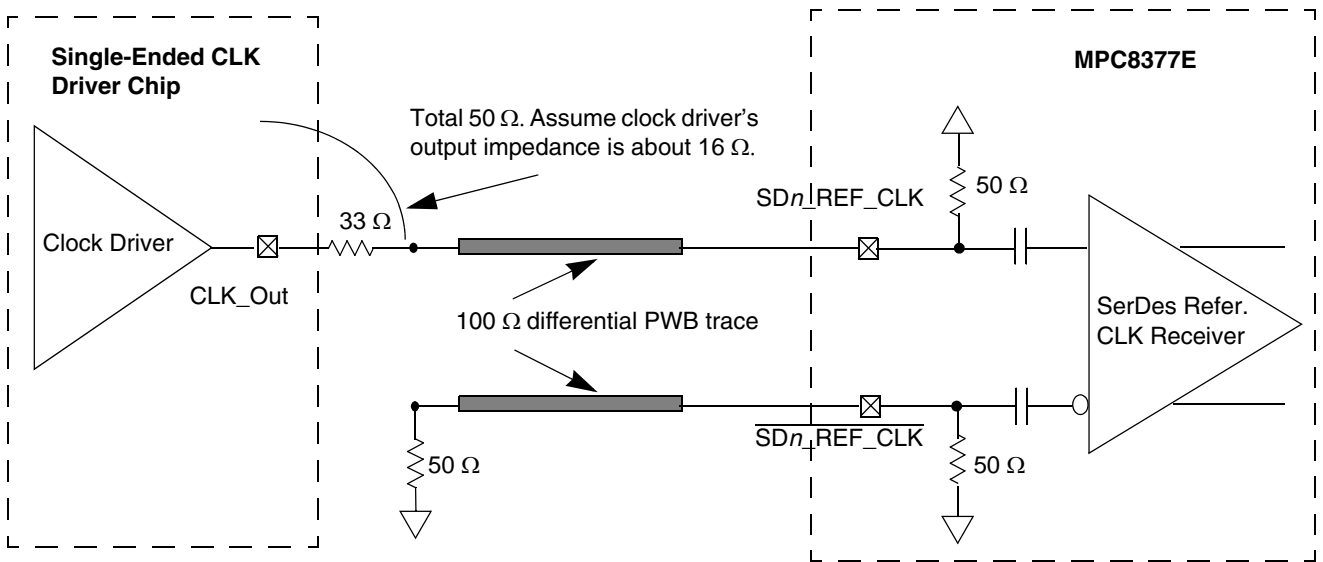 Single-Ended CLK
Driver Chip
MPC8377E
Total 50 Ω. Assume clock driver's
output impedance is about 16 Ω.
SDn_REF_CLK
50 Ω
33 Ω
Clock Driver
CLK_Out
SerDes Refer.
CLK Receiver
100 Ω differential PWB trace
SDn_REF_CLK
50 Ω
50 Ω